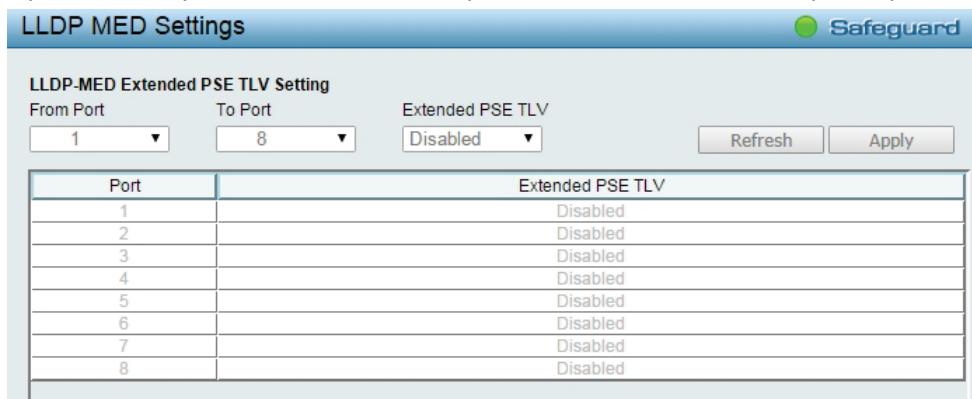 LLDP MED Settings Safeguard
LLDP-MED Extended PSE TLV Setting
From Port To Port Extended PSE TLV
1 8 Disabled Refresh Apply
Port Extended PSE TLV
1 Disabled
2 Disabled
3 Disabled
4 Disabled
5 Disabled
6 Disabled
7 Disabled
8 Disabled